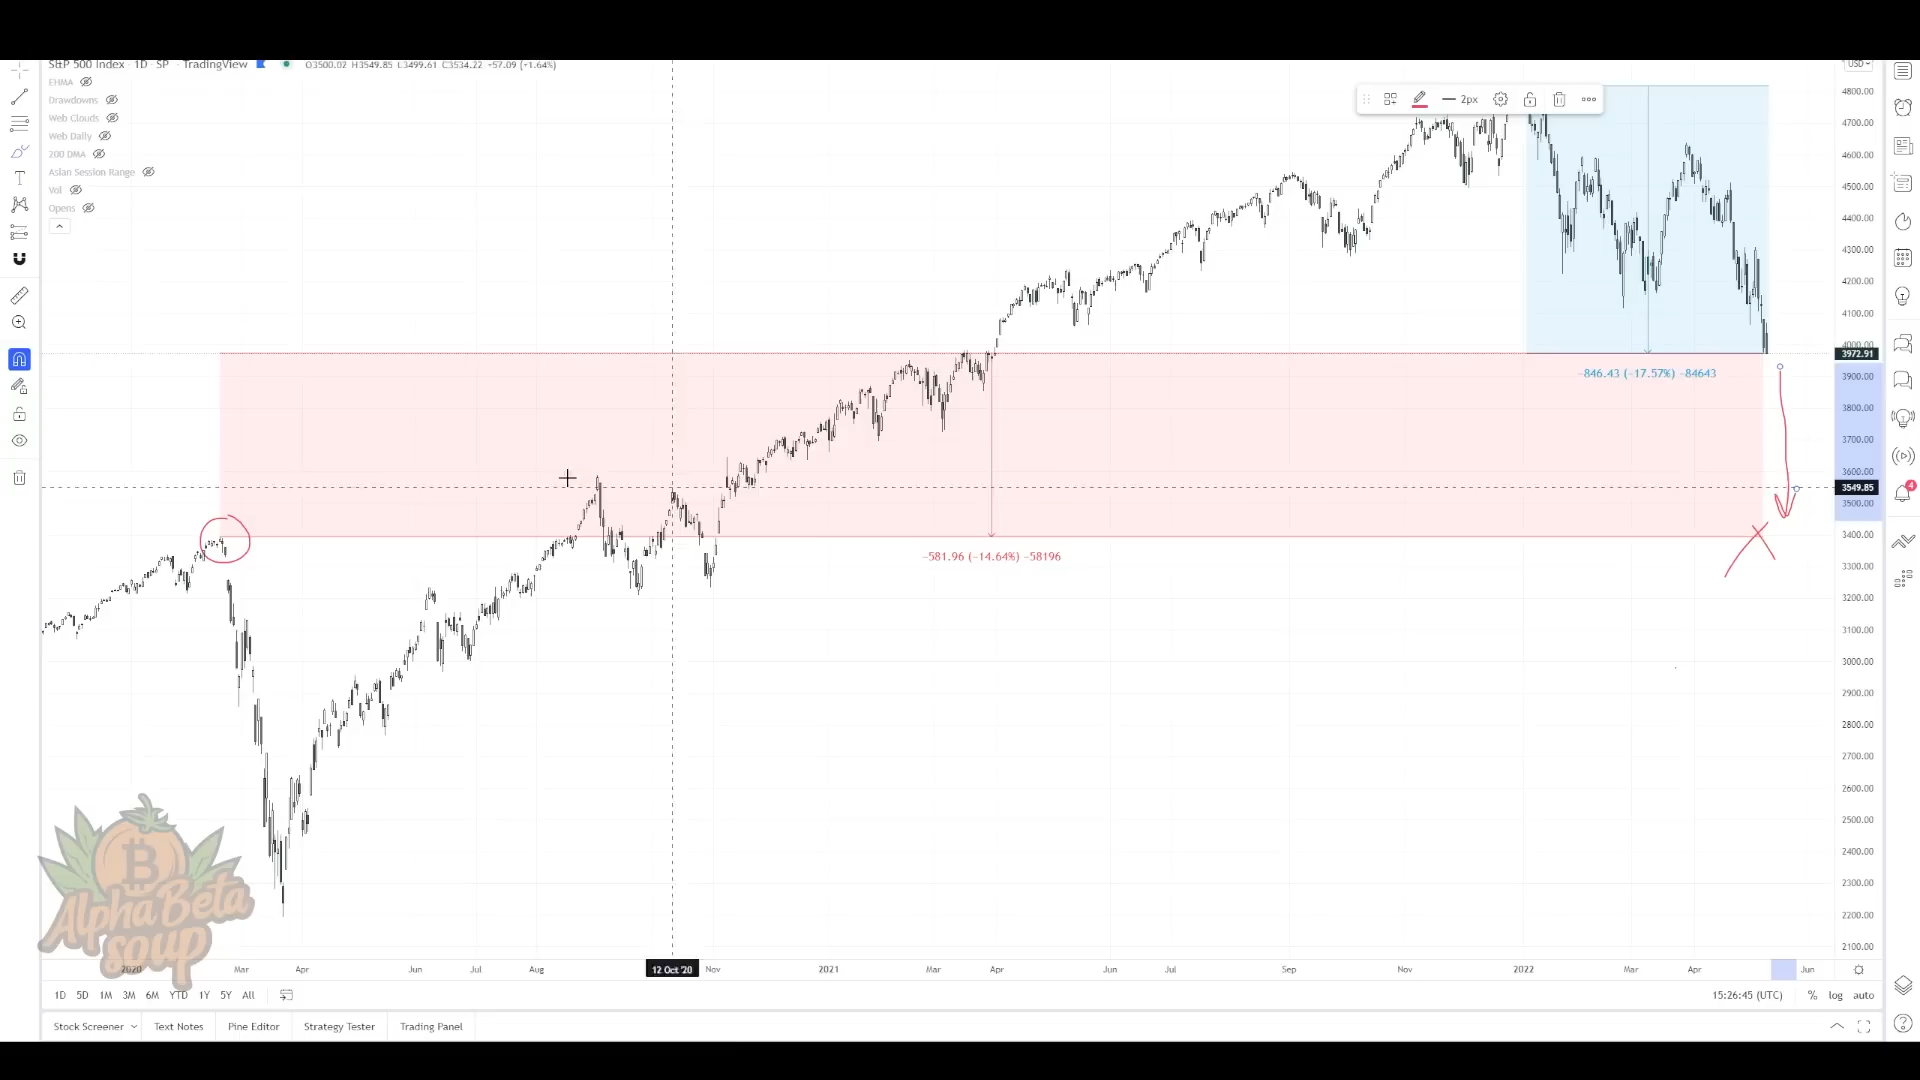 S&P 500 Index · 1D · SP · TradingView O3500.02 H3549.85 L3499.61 C3534.22 +57.09 (+1.64%)
USD
EHMA
Drawdowns
Web Clouds
Web Daily
200 DMA
Asian Session Range
Vol
Opens
2px
4800.00
4700.00
4600.00
4500.00
4400.00
4300.00
4200.00
4100.00
4000.00
3972.91
3900.00
3800.00
3700.00
3600.00
3549.85
3500.00
3400.00
3300.00
3200.00
3100.00
3000.00
2900.00
2800.00
2700.00
2600.00
2500.00
2400.00
2300.00
2200.00
2100.00
−846.43 (−17.57%) −84643
−581.96 (−14.64%) −58196
4
AlphaBeta
soup
2020 Mar Apr Jun Jul Aug 12 Oct '20 Nov 2021 Mar Apr Jun Jul Sep Nov 2022 Mar Apr Jun
1D 5D 1M 3M 6M YTD 1Y 5Y All 15:26:45 (UTC) % log auto
Stock Screener Text Notes Pine Editor Strategy Tester Trading Panel